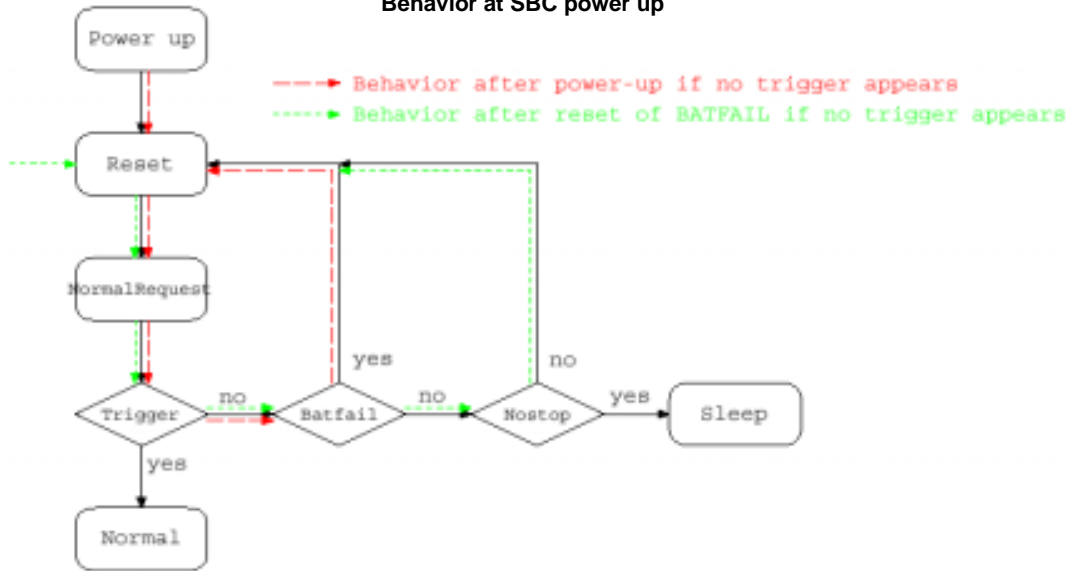 Behavior at SBC power up
Power up
Behavior after power-up if no trigger appears
Behavior after reset of BATFAIL if no trigger appears
Reset
NormalRequest
yes
no
no
no
yes
Trigger
Batfail
Nostop
Sleep
yes
Normal